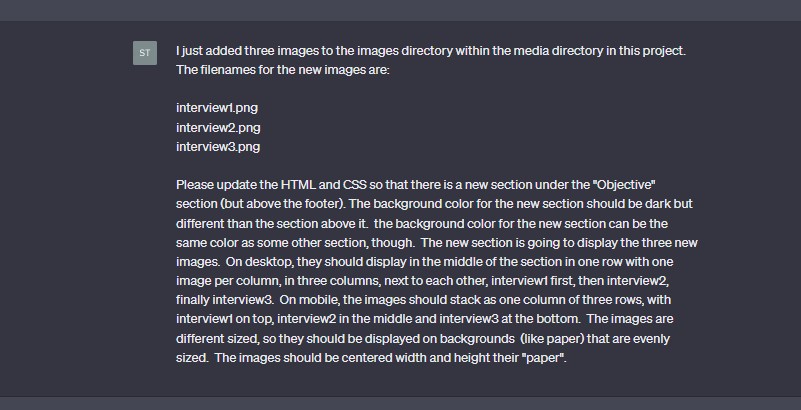 ST
I just added three images to the images directory within the media directory in this project.
The filenames for the new images are:
interview1.png
interview2.png
interview3.png
Please update the HTML and CSS so that there is a new section under the "Objective"
section (but above the footer). The background color for the new section should be dark but
different than the section above it.  the background color for the new section can be the
same color as some other section, though.  The new section is going to display the three new
images.  On desktop, they should display in the middle of the section in one row with one
image per column, in three columns, next to each other, interview1 first, then interview2,
finally interview3.  On mobile, the images should stack as one column of three rows, with
interview1 on top, interview2 in the middle and interview3 at the bottom.  The images are
different sized, so they should be displayed on backgrounds  (like paper) that are evenly
sized.  The images should be centered width and height their "paper".